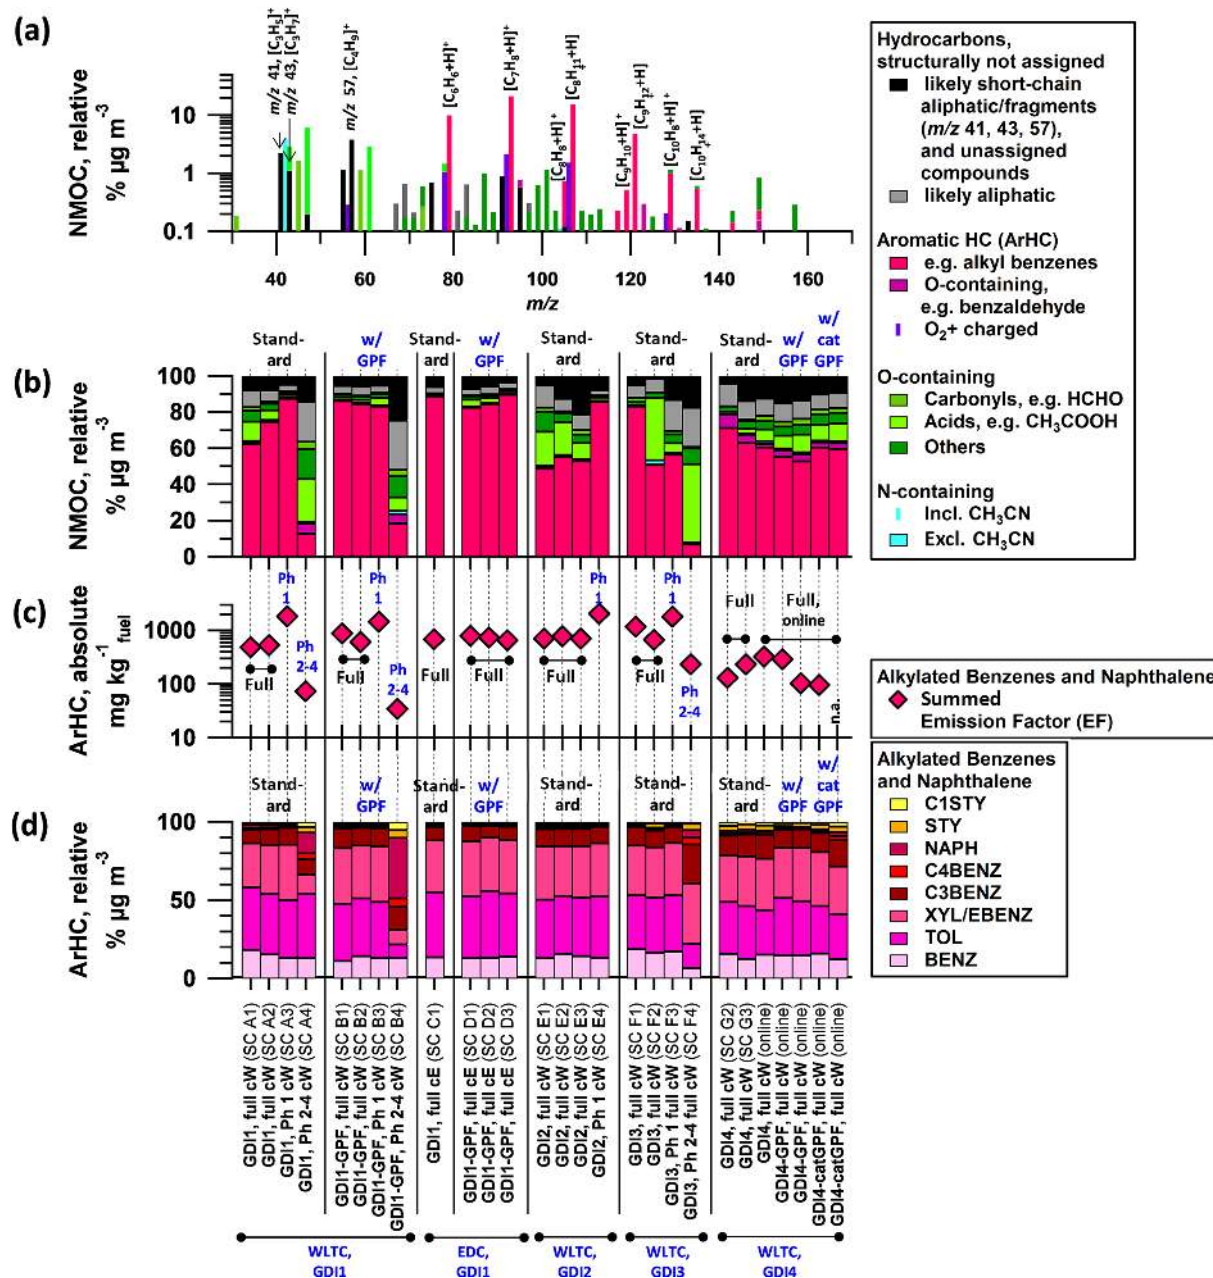 (a)
NMOC, relative
% µg m⁻³
10
1
0.1
m/z 41, [C₃H₅]⁺
m/z 43, [C₃H₇]⁺
m/z 57, [C₄H₉]⁺
[C₆H₆+H]⁺
[C₇H₈+H]⁺
[C₈H₈+H]⁺
[C₈H₁₁+H]⁺
[C₉H₁₀+H]⁺
[C₉H₁₂+H]⁺
[C₁₀H₈+H]⁺
[C₁₀H₁₄+H]⁺
40 60 80 100 120 140 160
m/z
Hydrocarbons,
structurally not assigned
likely short-chain
aliphatic/fragments
(m/z 41, 43, 57),
and unassigned
compounds
likely aliphatic
Aromatic HC (ArHC)
e.g. alkyl benzenes
O-containing,
e.g. benzaldehyde
O₂+ charged
O-containing
Carbonyls, e.g. HCHO
Acids, e.g. CH₃COOH
Others
N-containing
Incl. CH₃CN
Excl. CH₃CN
(b)
Stand-
ard
w/
GPF
Stand-
ard
w/
GPF
Stand-
ard
Stand-
ard
Stand-
ard
w/
GPF
w/
cat
GPF
NMOC, relative
% µg m⁻³
100
80
60
40
20
0
(c)
ArHC, absolute
mg kg⁻¹ fuel
1000
100
10
Full
Ph
1
Ph
2-4
Full
Ph
1
Ph
2-4
Full
Full
Full
Ph
1
Full
Ph
1
Ph
2-4
Full
Full,
online
n.a.
Alkylated Benzenes and Naphthalene
Summed
Emission Factor (EF)
(d)
Stand-
ard
w/
GPF
Stand-
ard
w/
GPF
Stand-
ard
Stand-
ard
Stand-
ard
w/
GPF
w/
cat
GPF
ArHC, relative
% µg m⁻³
100
50
0
Alkylated Benzenes
and Naphthalene
C1STY
STY
NAPH
C4BENZ
C3BENZ
XYL/EBENZ
TOL
BENZ
GDI1, full cW (SC A1)
GDI1, full cW (SC A2)
GDI1, Ph 1 cW (SC A3)
GDI1, Ph 2-4 cW (SC A4)
GDI1-GPF, full cW (SC B1)
GDI1-GPF, full cW (SC B2)
GDI1-GPF, Ph 1 cW (SC B3)
GDI1-GPF, Ph 2-4 cW (SC B4)
GDI1, full cE (SC C1)
GDI1-GPF, full cE (SC D1)
GDI1-GPF, full cE (SC D2)
GDI1-GPF, full cE (SC D3)
GDI2, full cW (SC E1)
GDI2, full cW (SC E2)
GDI2, full cW (SC E3)
GDI2, Ph 1 cW (SC E4)
GDI3, full cW (SC F1)
GDI3, full cW (SC F2)
GDI3, Ph 1 full cW (SC F3)
GDI3, Ph 2-4 full cW (SC F4)
GDI4, full cW (SC G2)
GDI4, full cW (SC G3)
GDI4, full cW (online)
GDI4-GPF, full cW (online)
GDI4-GPF, full cW (online)
GDI4-catGPF, full cW (online)
GDI4-catGPF, full cW (online)
WLTC,
GDI1
EDC,
GDI1
WLTC,
GDI2
WLTC,
GDI3
WLTC,
GDI4